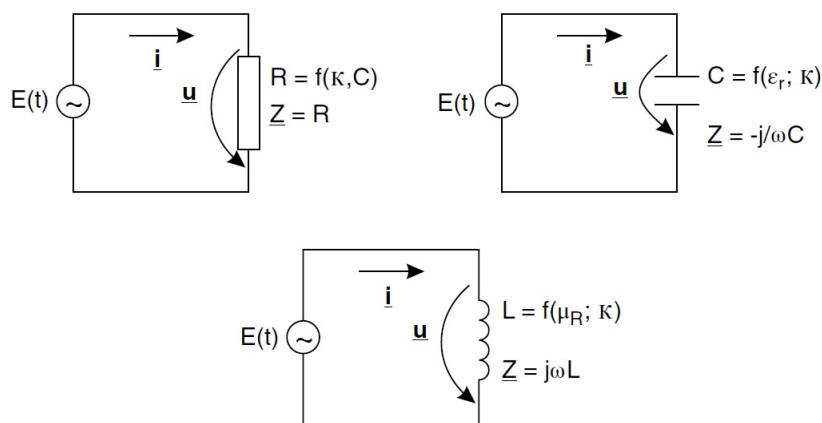 i
E(t) ~
u
R = f(κ,C)
Z = R
i
E(t) ~
u
C = f(εr; κ)
Z = -j/ωC
i
E(t) ~
u
L = f(μR; κ)
Z = jωL